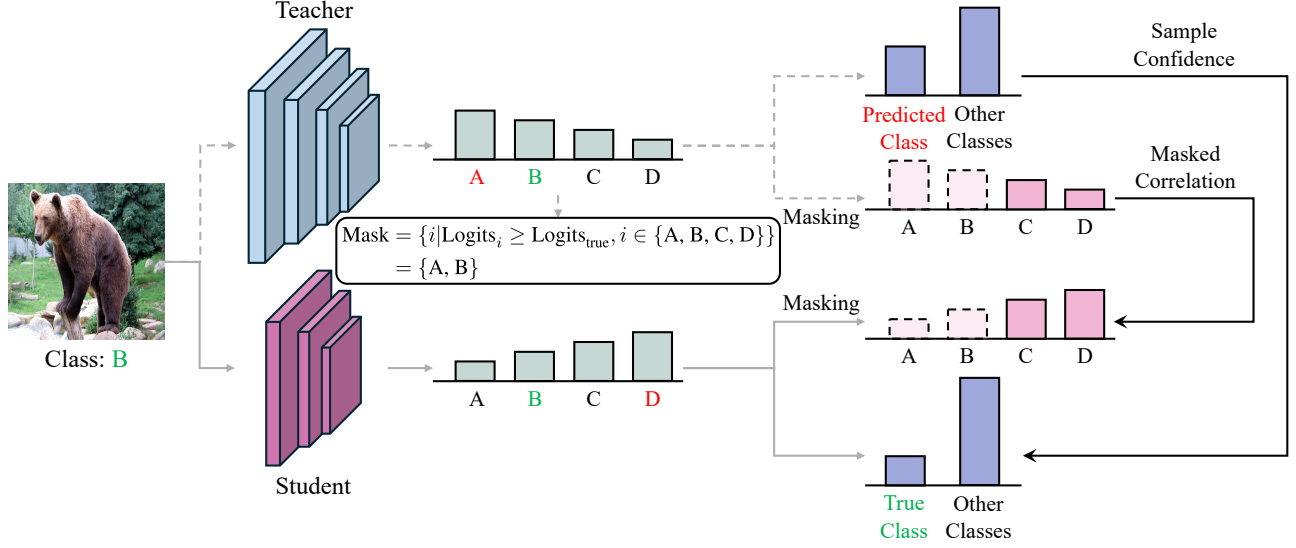 Teacher
Sample
Confidence
Predicted
Class
Other
Classes
A
B
C
D
Masked
Correlation
Masking
A
B
C
D
Mask = {i|Logits_i ≥ Logits_true, i ∈ {A, B, C, D}}
= {A, B}
Class: B
Masking
A
B
C
D
A
B
C
D
Student
True
Class
Other
Classes